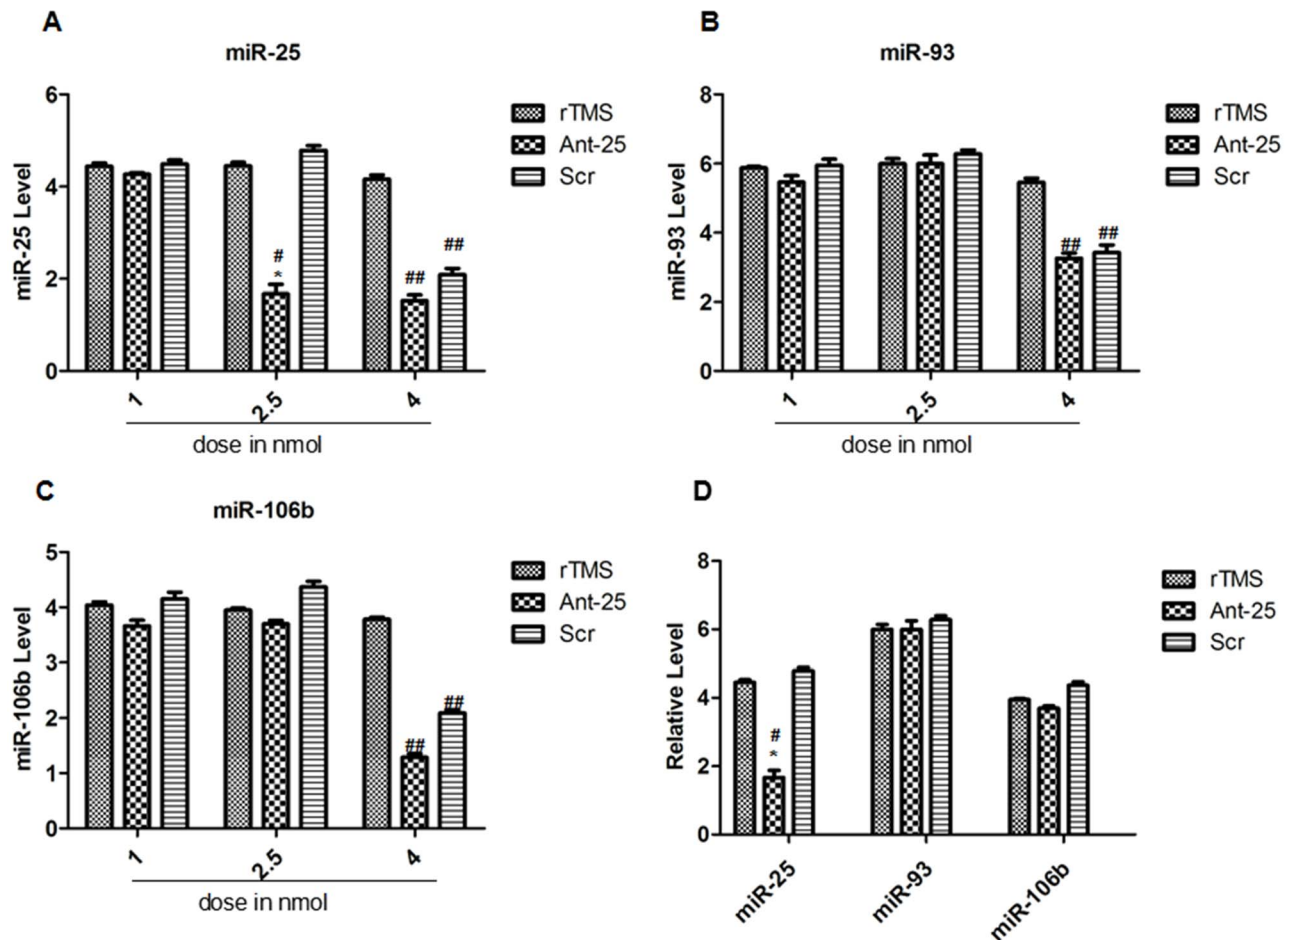 A
miR-25
miR-25 Level
6
4
2
0
#
*
##
##
rTMS
Ant-25
Scr
1
2.5
4
dose in nmol
B
miR-93
miR-93 Level
8
6
4
2
0
##
##
rTMS
Ant-25
Scr
1
2.5
4
dose in nmol
C
miR-106b
miR-106b Level
5
4
3
2
1
0
##
##
rTMS
Ant-25
Scr
1
2.5
4
dose in nmol
D
Relative Level
8
6
4
2
0
#
*
rTMS
Ant-25
Scr
miR-25
miR-93
miR-106b